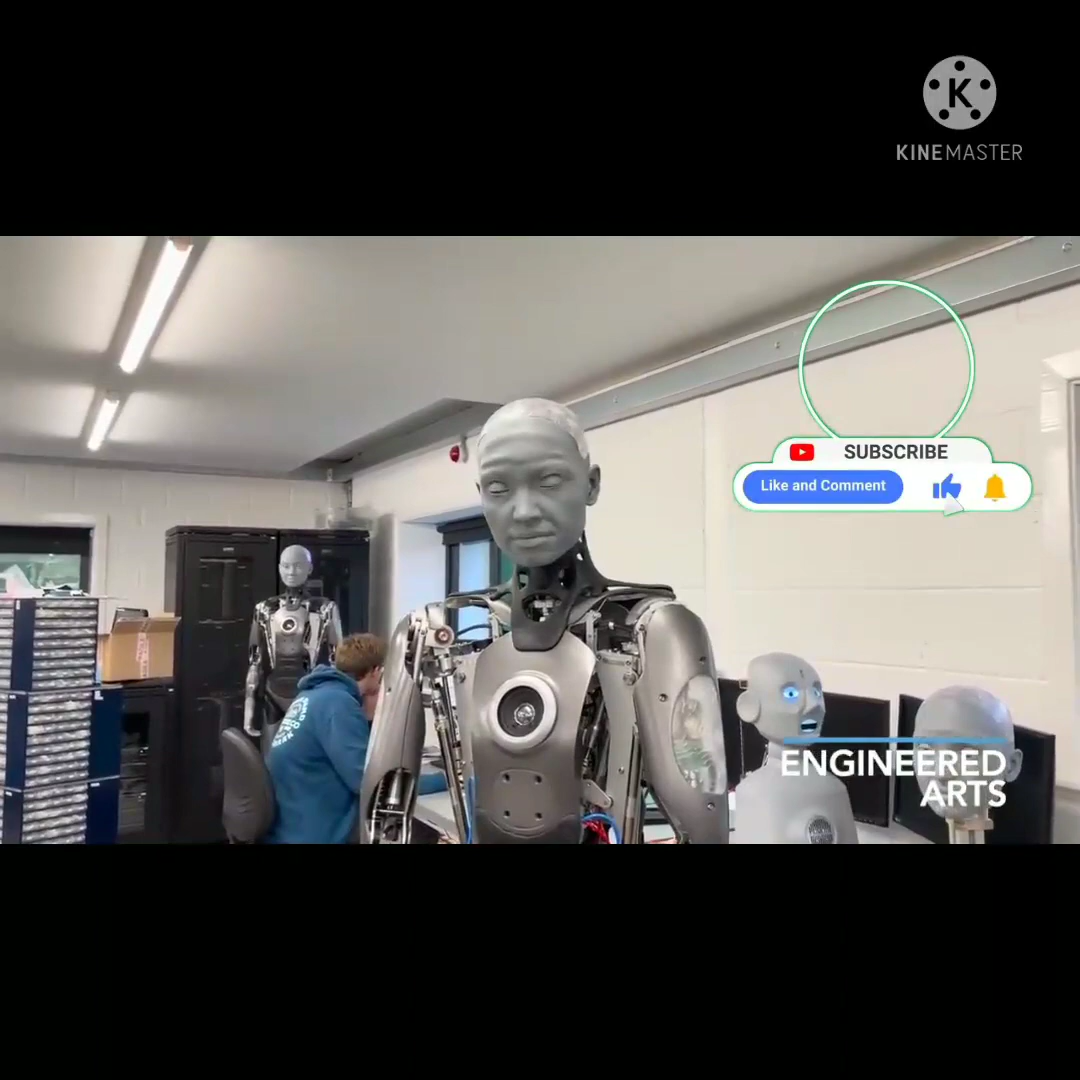 K
KINEMASTER
SUBSCRIBE
Like and Comment
ENGINEERED
ARTS